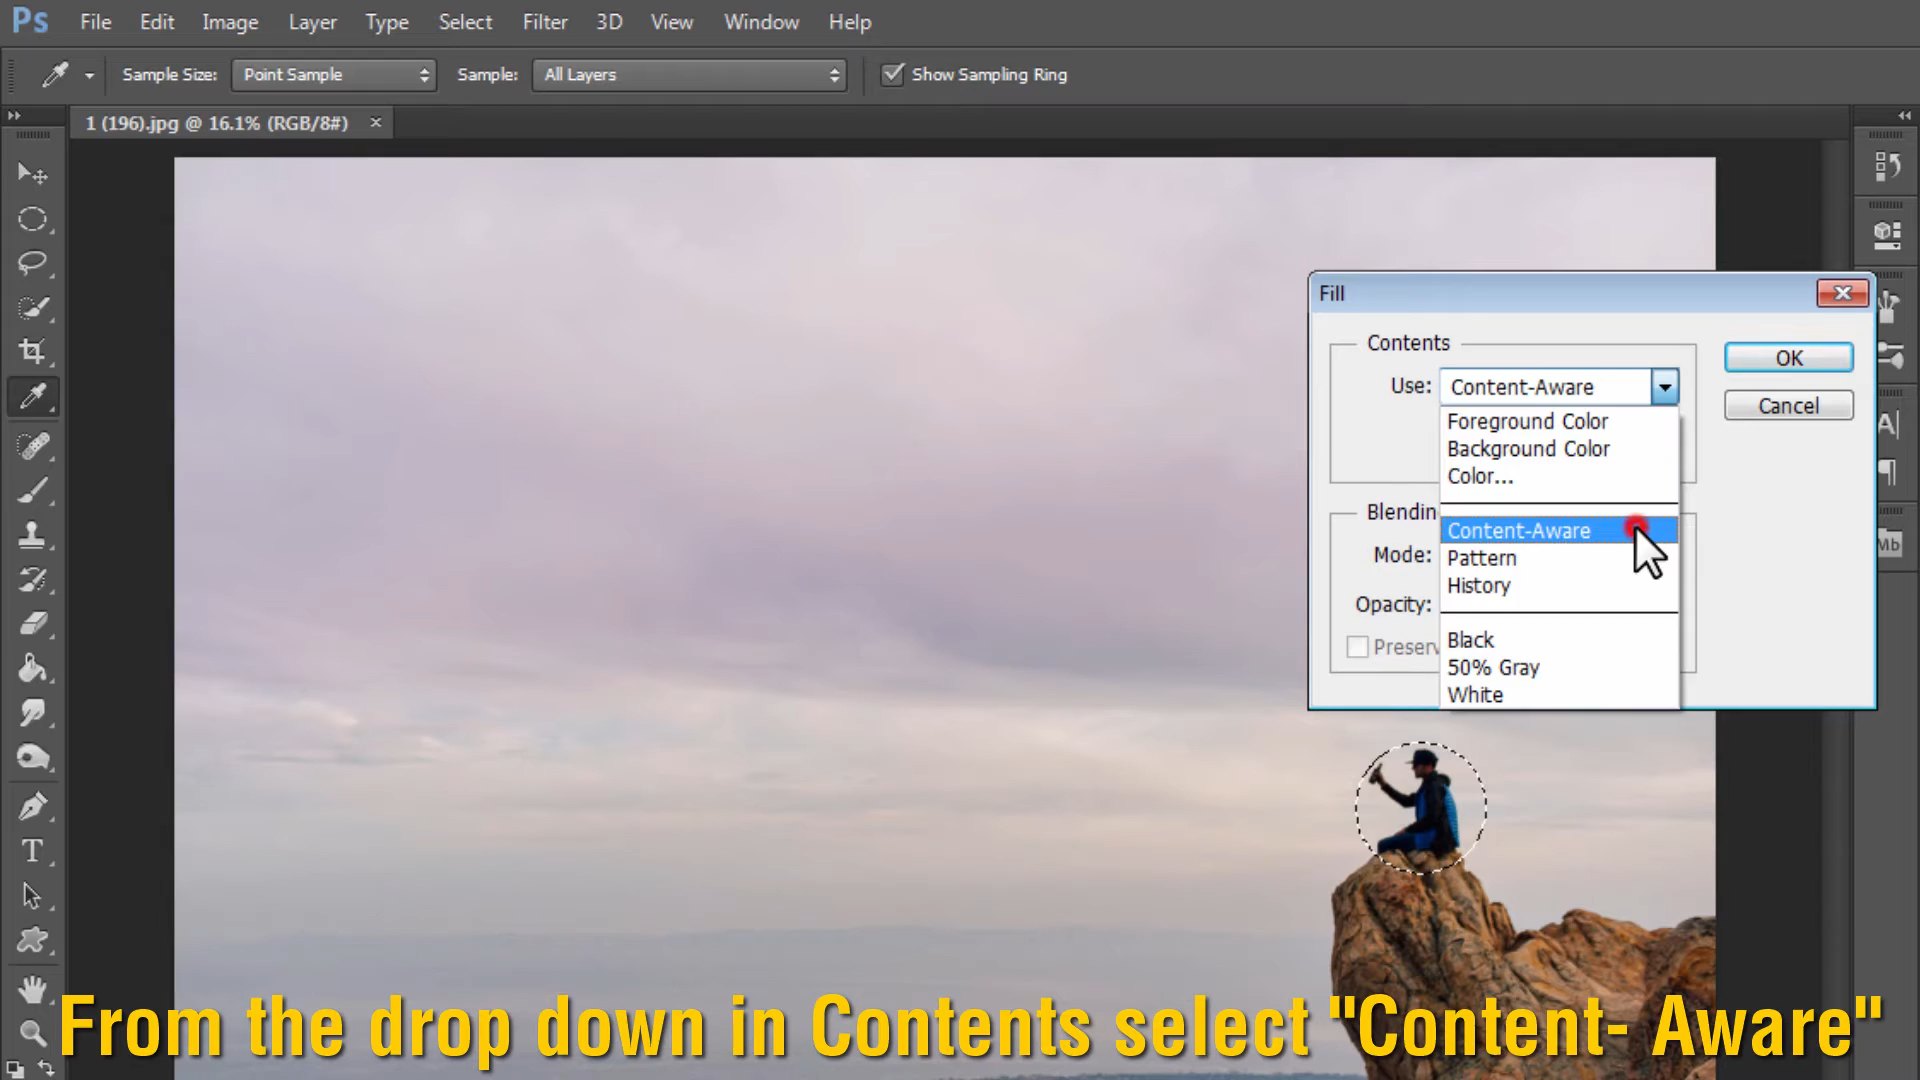 Ps File Edit Image Layer Type Select Filter 3D View Window Help
Sample Size: Point Sample Sample: All Layers Show Sampling Ring
1 (196).jpg @ 16.1% (RGB/8#)
Fill
Contents
Use: Content-Aware
OK
Cancel
Foreground Color
Background Color
Color...
Blendin
Content-Aware
Mode:
Pattern
History
Opacity:
Preserv
Black
50% Gray
White
A
Mb
T
From the drop down in Contents select "Content- Aware"